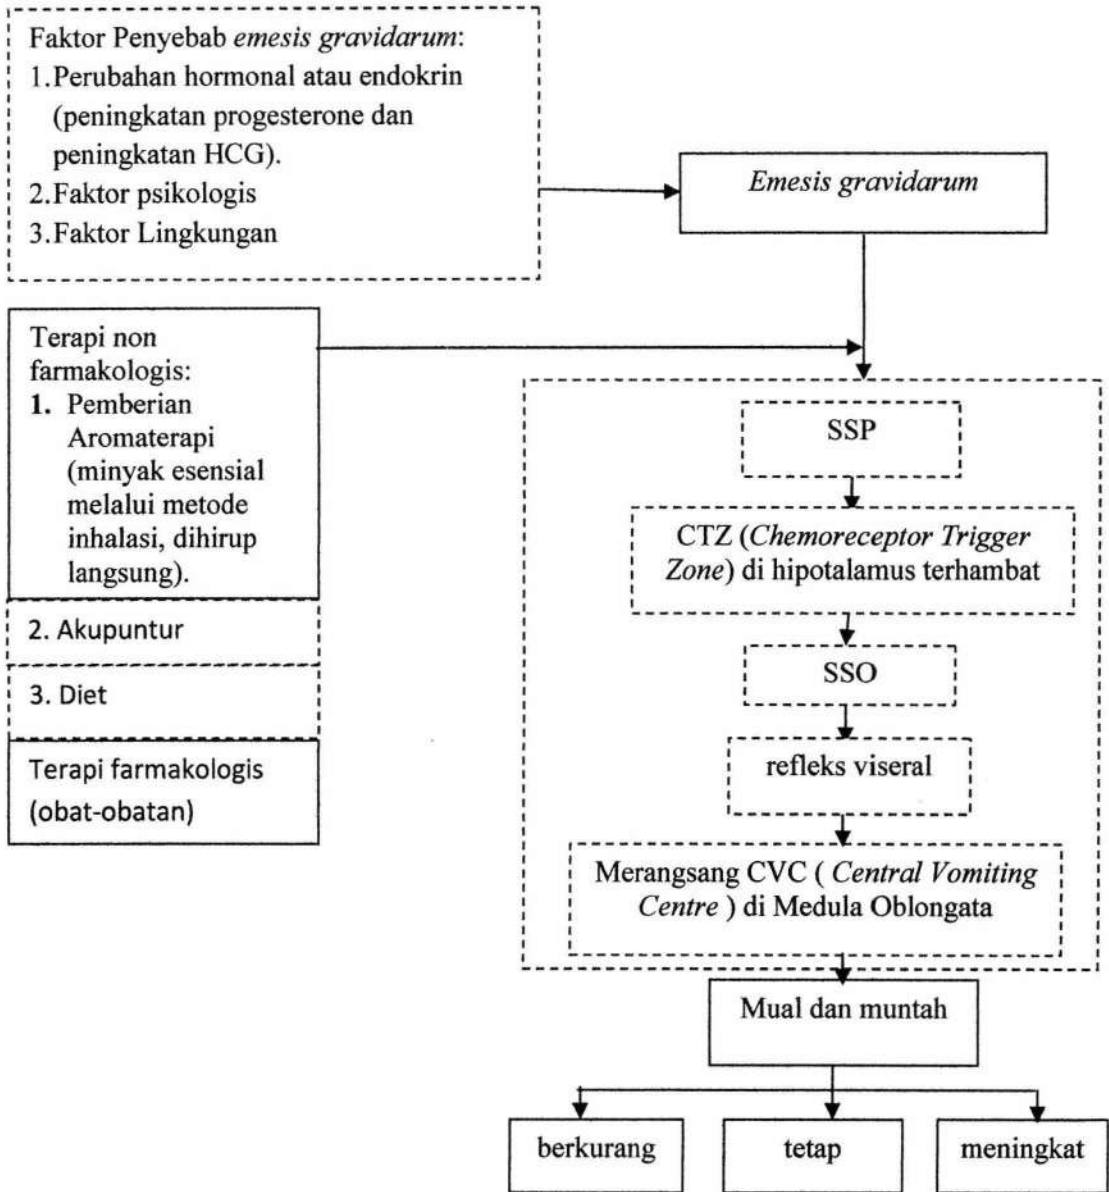 Faktor Penyebab emesis gravidarum:
1.Perubahan hormonal atau endokrin
(peningkatan progesterone dan
peningkatan HCG).
2.Faktor psikologis
3.Faktor Lingkungan
Emesis gravidarum
Terapi non
farmakologis:
1. Pemberian
Aromaterapi
(minyak esensial
melalui metode
inhalasi, dihirup
langsung).
2. Akupuntur
3. Diet
Terapi farmakologis
(obat-obatan)
SSP
CTZ (Chemoreceptor Trigger
Zone) di hipotalamus terhambat
SSO
refleks viseral
Merangsang CVC ( Central Vomiting
Centre ) di Medula Oblongata
Mual dan muntah
berkurang
tetap
meningkat